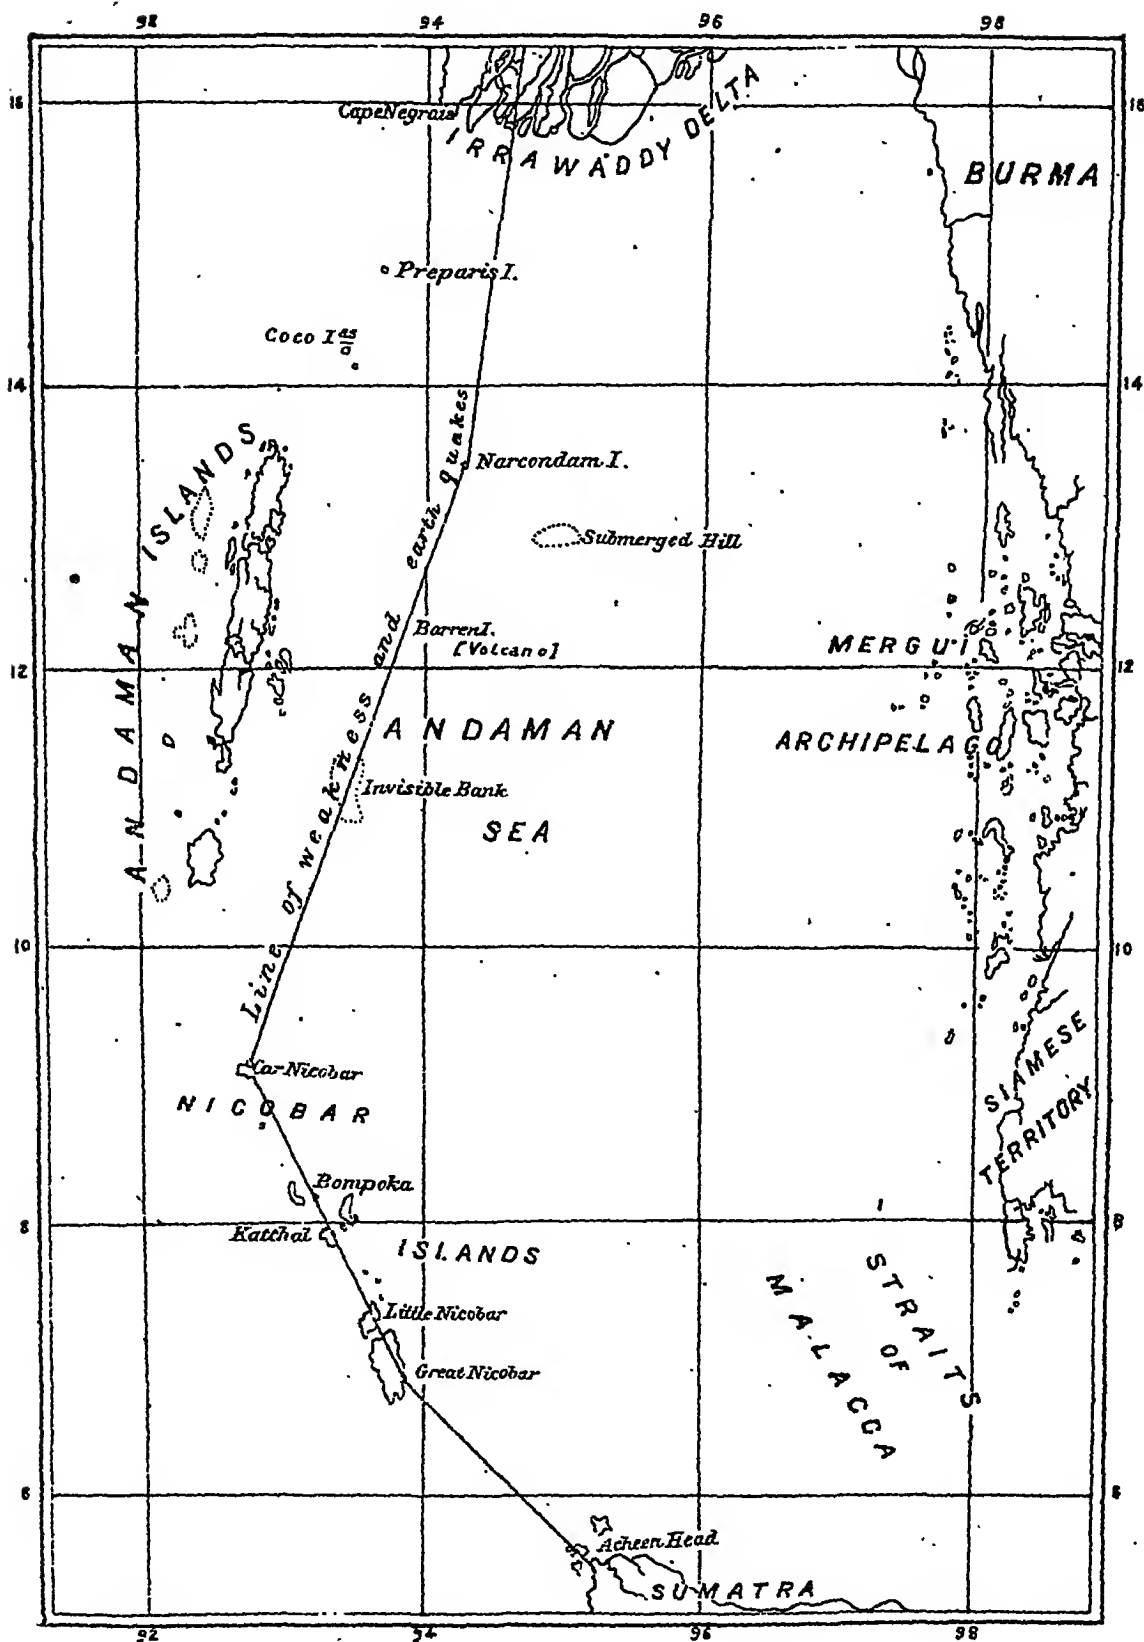 92 94 96 98
16 Cape Negrais 16
IRRAWADDY DELTA
BURMA
Preparis I.
Coco I ds
14 14
Narcondam I.
Submerged Hill
ANDAMAN ISLANDS
Line of weakness and earth quakes
Barren I.
[Volcano]
MERGUI
12 12
ANDAMAN
ARCHIPELAGO
Invisible Bank
SEA
10 10
SIAMESE
TERRITORY
Car Nicobar
NICOBAR
Bompoka
8 8
Katchal
ISLANDS
STRAITS
OF
MALACCA
Little Nicobar
Great Nicobar
6 6
Acheen Head
SUMATRA
92 94 96 98